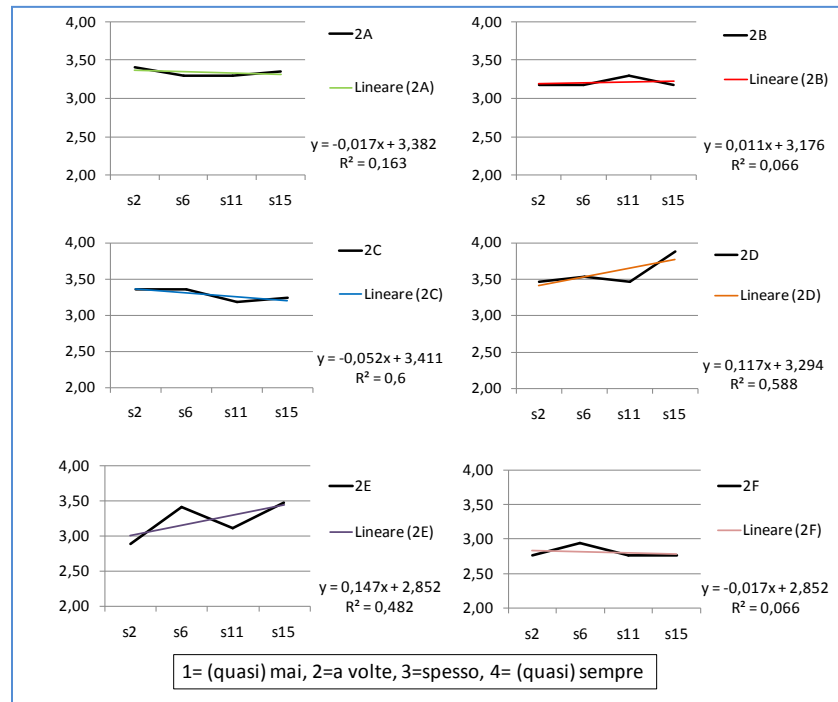 4,00
3,50
3,00
2,50
2,00
s2 s6 s11 s15
2A
Lineare (2A)
y = -0,017x + 3,382
R² = 0,163
4,00
3,50
3,00
2,50
2,00
s2 s6 s11 s15
2B
Lineare (2B)
y = 0,011x + 3,176
R² = 0,066
4,00
3,50
3,00
2,50
2,00
s2 s6 s11 s15
2C
Lineare (2C)
y = -0,052x + 3,411
R² = 0,6
4,00
3,50
3,00
2,50
2,00
s2 s6 s11 s15
2D
Lineare (2D)
y = 0,117x + 3,294
R² = 0,588
4,00
3,50
3,00
2,50
2,00
s2 s6 s11 s15
2E
Lineare (2E)
y = 0,147x + 2,852
R² = 0,482
4,00
3,50
3,00
2,50
2,00
s2 s6 s11 s15
2F
Lineare (2F)
y = -0,017x + 2,852
R² = 0,066
1= (quasi) mai, 2=a volte, 3=spesso, 4= (quasi) sempre